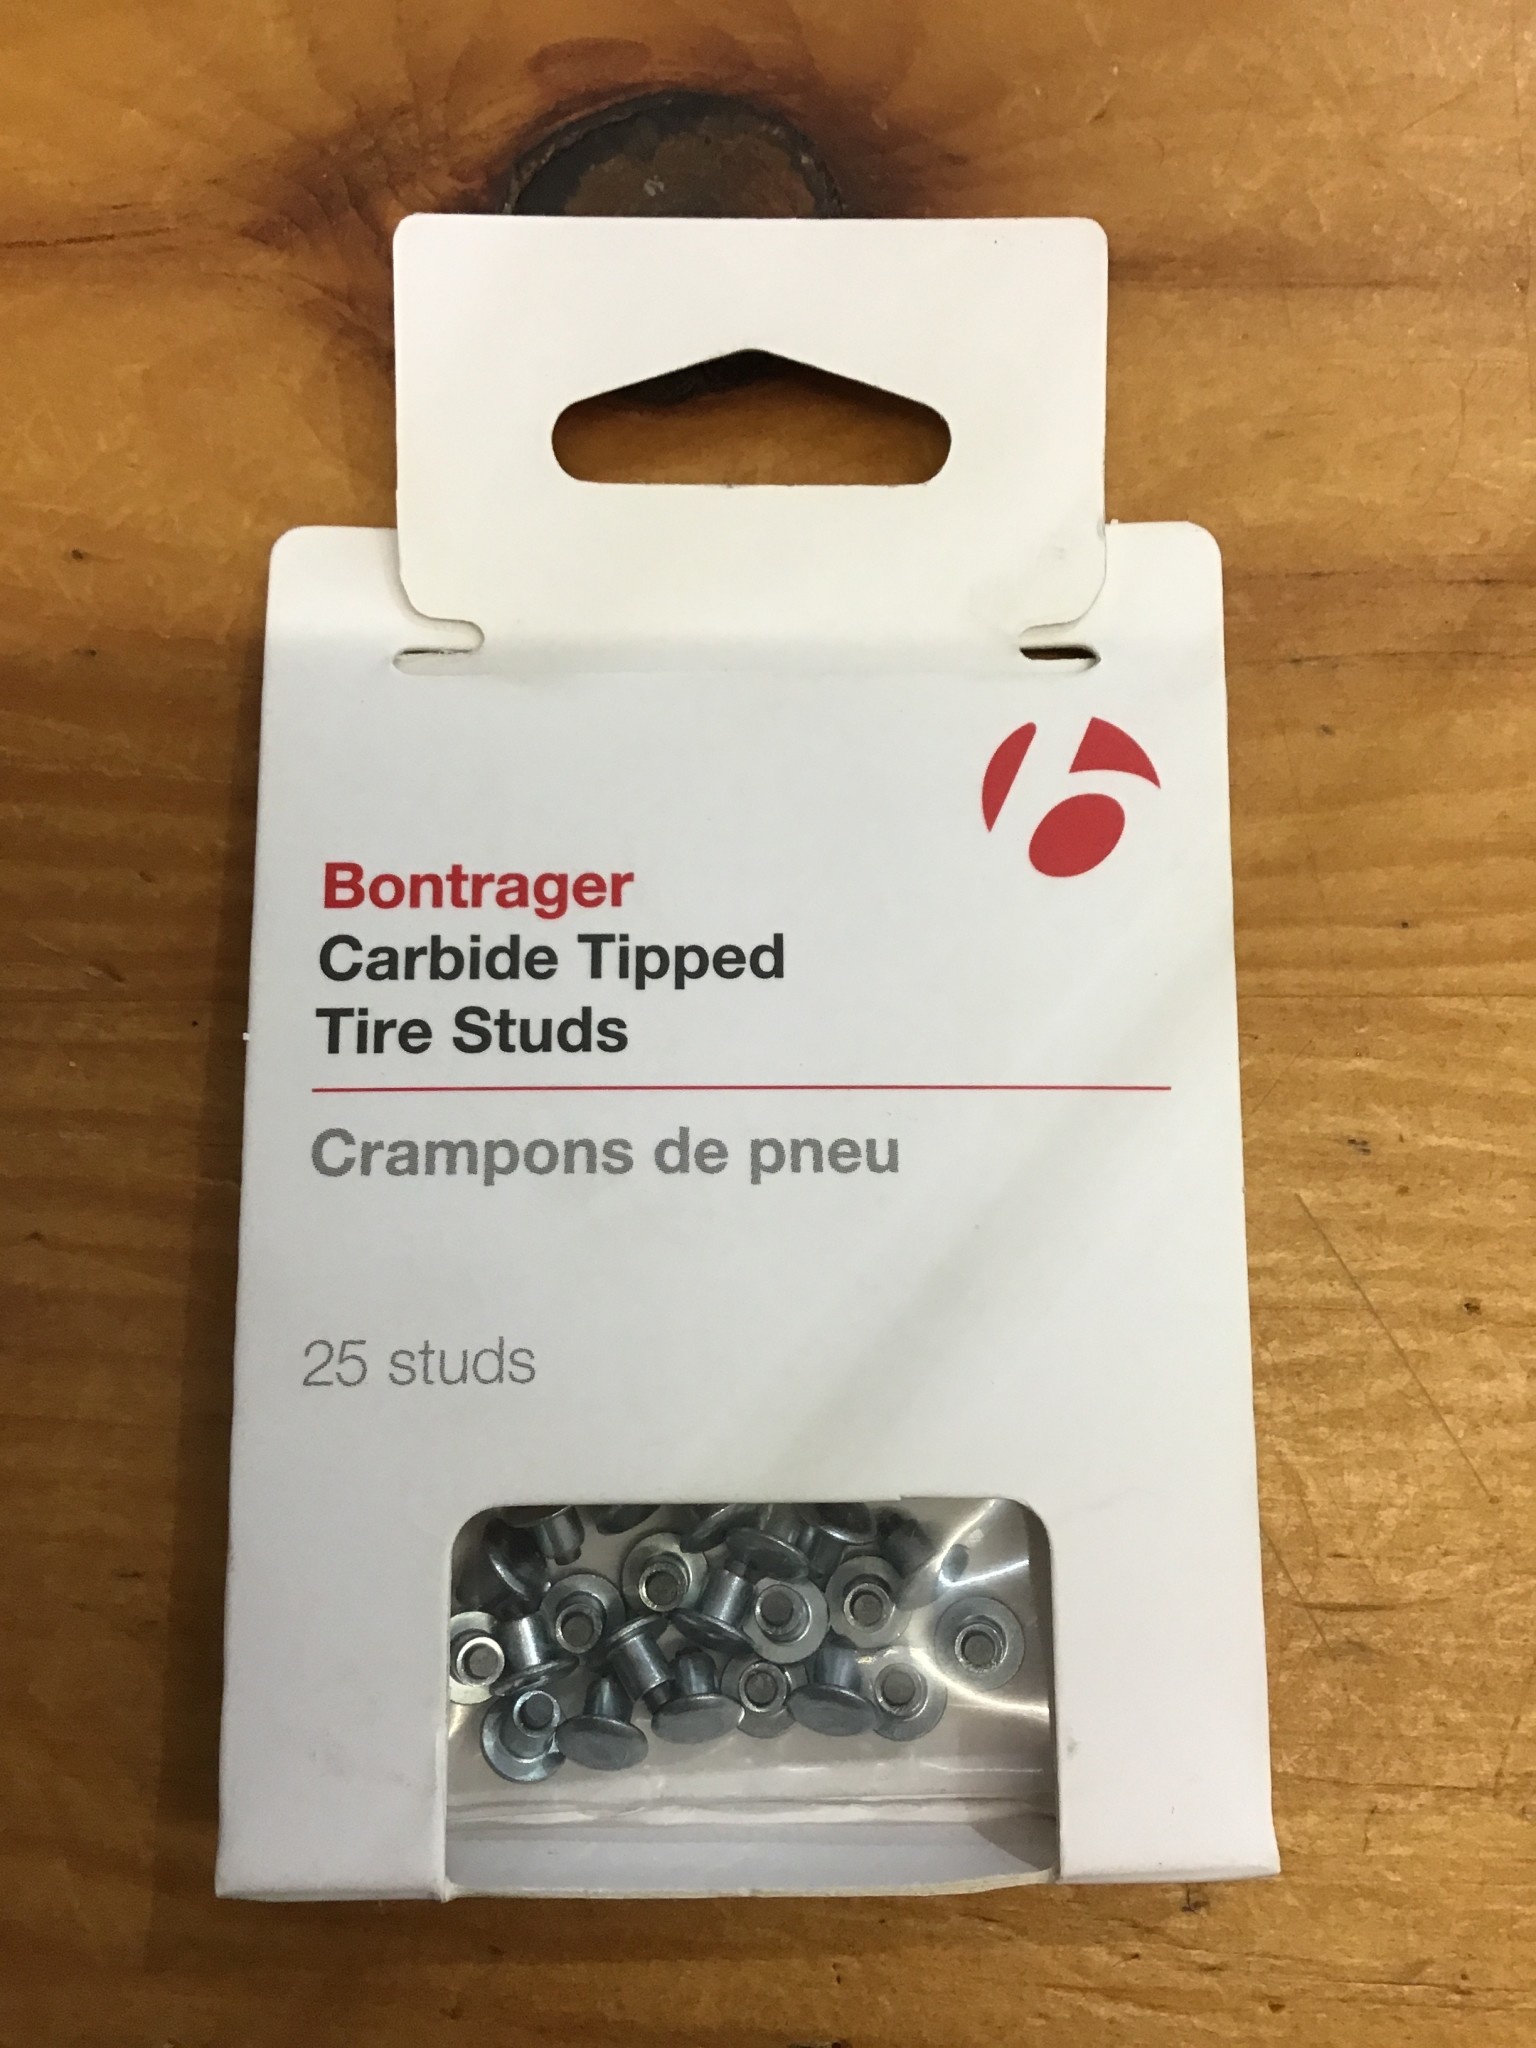 Bontrager
Carbide Tipped
Tire Studs
Crampons de pneu
25 studs